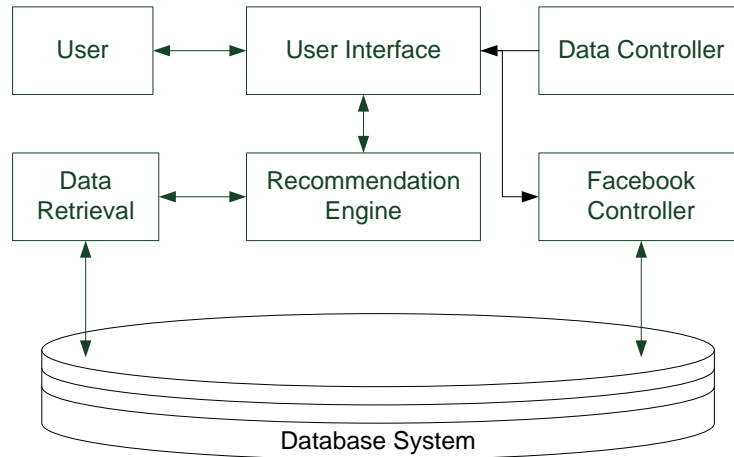 User
User Interface
Data Controller
Data
Retrieval
Recommendation
Engine
Facebook
Controller
Database System